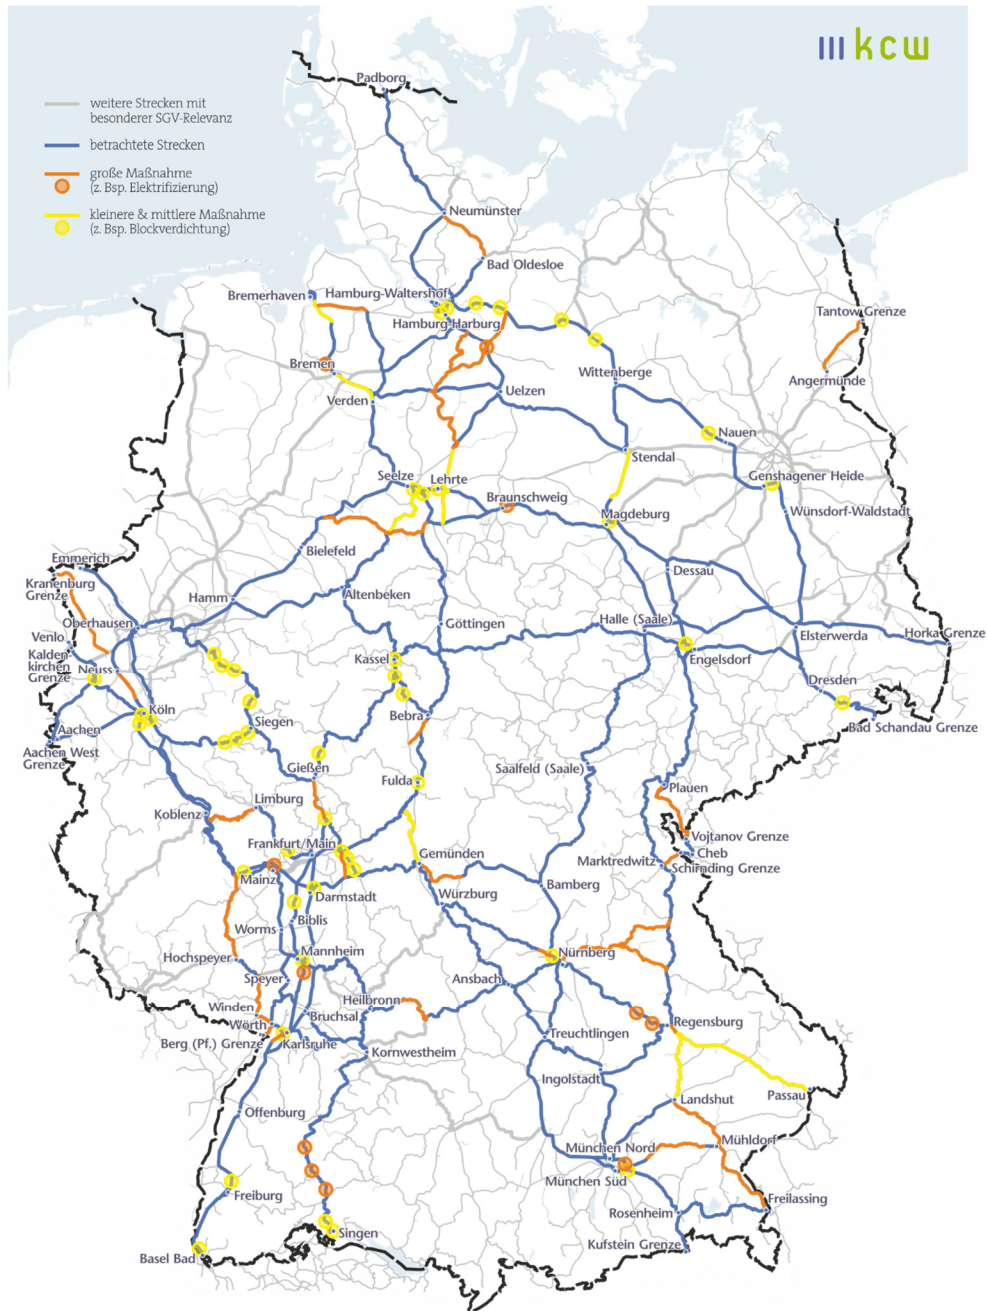 kcw
Padborg
weitere Strecken mit
besonderer SGV-Relevanz
betrachtete Strecken
große Maßnahme
(z. Bsp. Elektrifizierung)
kleinere & mittlere Maßnahme
(z. Bsp. Blockverdichtung)
Neumünster
Bad Oldesloe
Bremerhaven
Hamburg-Waltershof
Hamburg-Harburg
Tantow Grenze
Bremen
Wittenberge
Angermünde
Verden
Uelzen
Nauen
Stendal
Seelze
Lehrte
Genshagener Heide
Braunschweig
Magdeburg
Wünsdorf-Waldstadt
Bielefeld
Emmerich
Kranenburg
Grenze
Dessau
Hamm
Altenbeken
Oberhausen
Göttingen
Halle (Saale)
Elsterwerda
Horka Grenze
Venlo
Kalden-
kirchen
Grenze
Neuss
Kassel
Engelsdorf
Dresden
Köln
Bebra
Siegen
Aachen
Bad Schandau Grenze
Aachen West
Grenze
Gießen
Saalfeld (Saale)
Fulda
Plauen
Limburg
Koblenz
Vojtanov Grenze
Frankfurt/Main
Cheb
Gemünden
Marktredwitz
Schirnding Grenze
Mainz
Bamberg
Darmstadt
Würzburg
Biblis
Worms
Mannheim
Nürnberg
Hochspeyer
Speyer
Ansbach
Heilbronn
Winden
Bruchsal
Wörth
Regensburg
Berg (Pf.) Grenze
Karlsruhe
Treuchtlingen
Kornwestheim
Ingolstadt
Passau
Landshut
Offenburg
Mühldorf
München Nord
München Süd
Freiburg
Freilassing
Rosenheim
Singen
Kufstein Grenze
Basel Bad